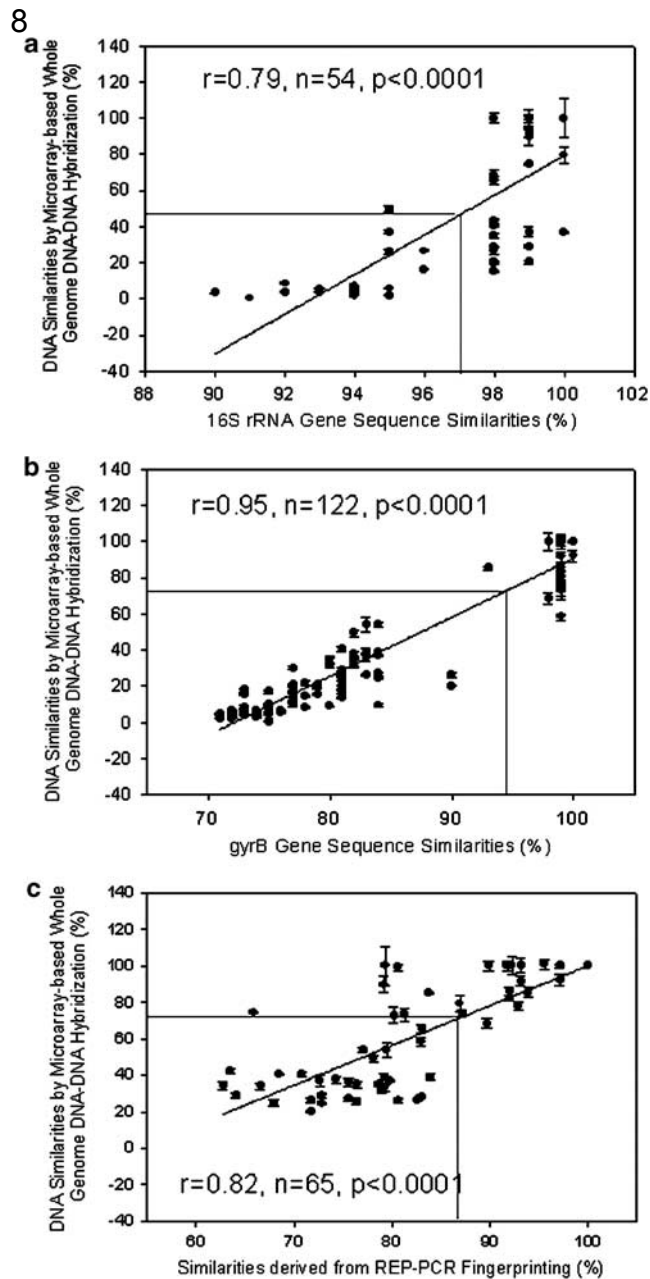 8
a
DNA Similarities by Microarray-based Whole
Genome DNA-DNA Hybridization (%)
140
120
100
80
60
40
20
0
-20
-40
r=0.79, n=54, p<0.0001
88 90 92 94 96 98 100 102
16S rRNA Gene Sequence Similarities (%)
b
DNA Similarities by Microarray-based Whole
Genome DNA-DNA Hybridization (%)
140
120
100
80
60
40
20
0
-20
-40
r=0.95, n=122, p<0.0001
70 80 90 100
gyrB Gene Sequence Similarities (%)
c
DNA Similarities by Microarray-based Whole
Genome DNA-DNA Hybridization (%)
140
120
100
80
60
40
20
0
-20
-40
r=0.82, n=65, p<0.0001
60 70 80 90 100
Similarities derived from REP-PCR Fingerprinting (%)